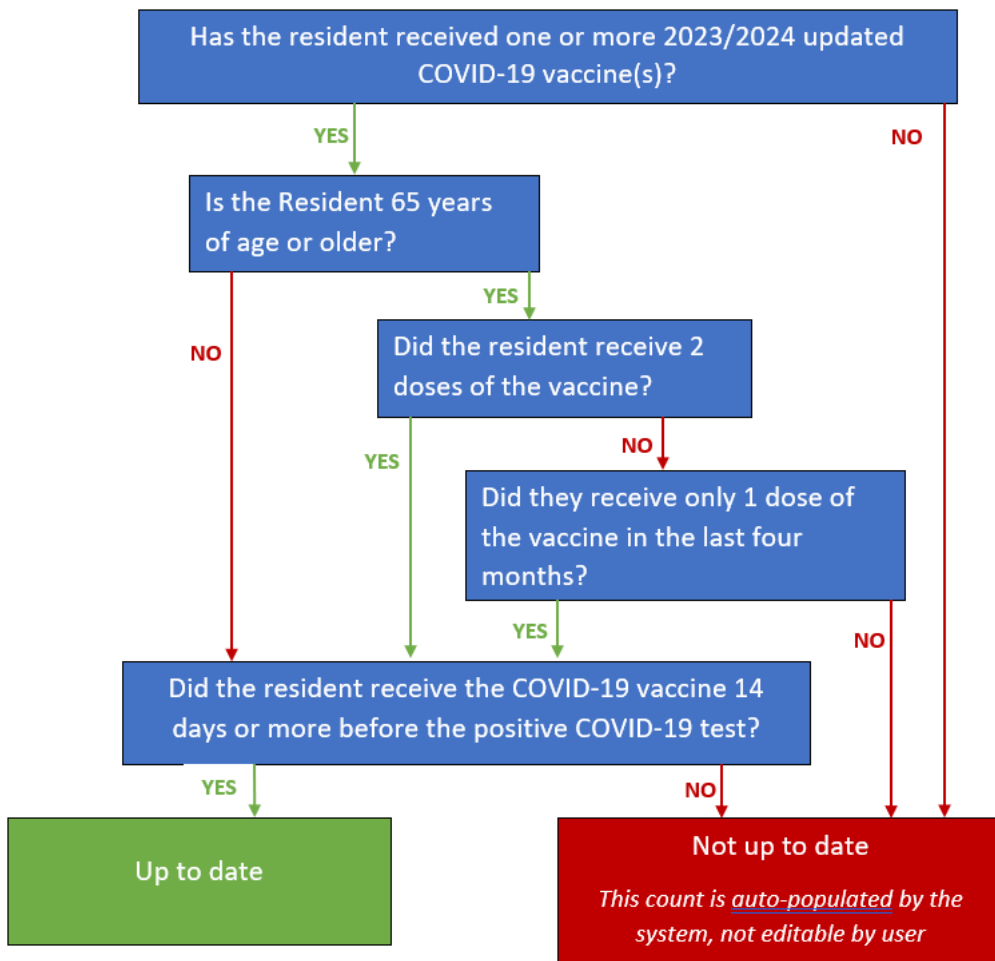 Has the resident received one or more 2023/2024 updated
COVID-19 vaccine(s)?
YES
NO
Is the Resident 65 years
of age or older?
YES
NO
Did the resident receive 2
doses of the vaccine?
YES
NO
Did they receive only 1 dose of
the vaccine in the last four
months?
YES
NO
Did the resident receive the COVID-19 vaccine 14
days or more before the positive COVID-19 test?
YES
NO
Up to date
Not up to date
This count is auto-populated by the
system, not editable by user